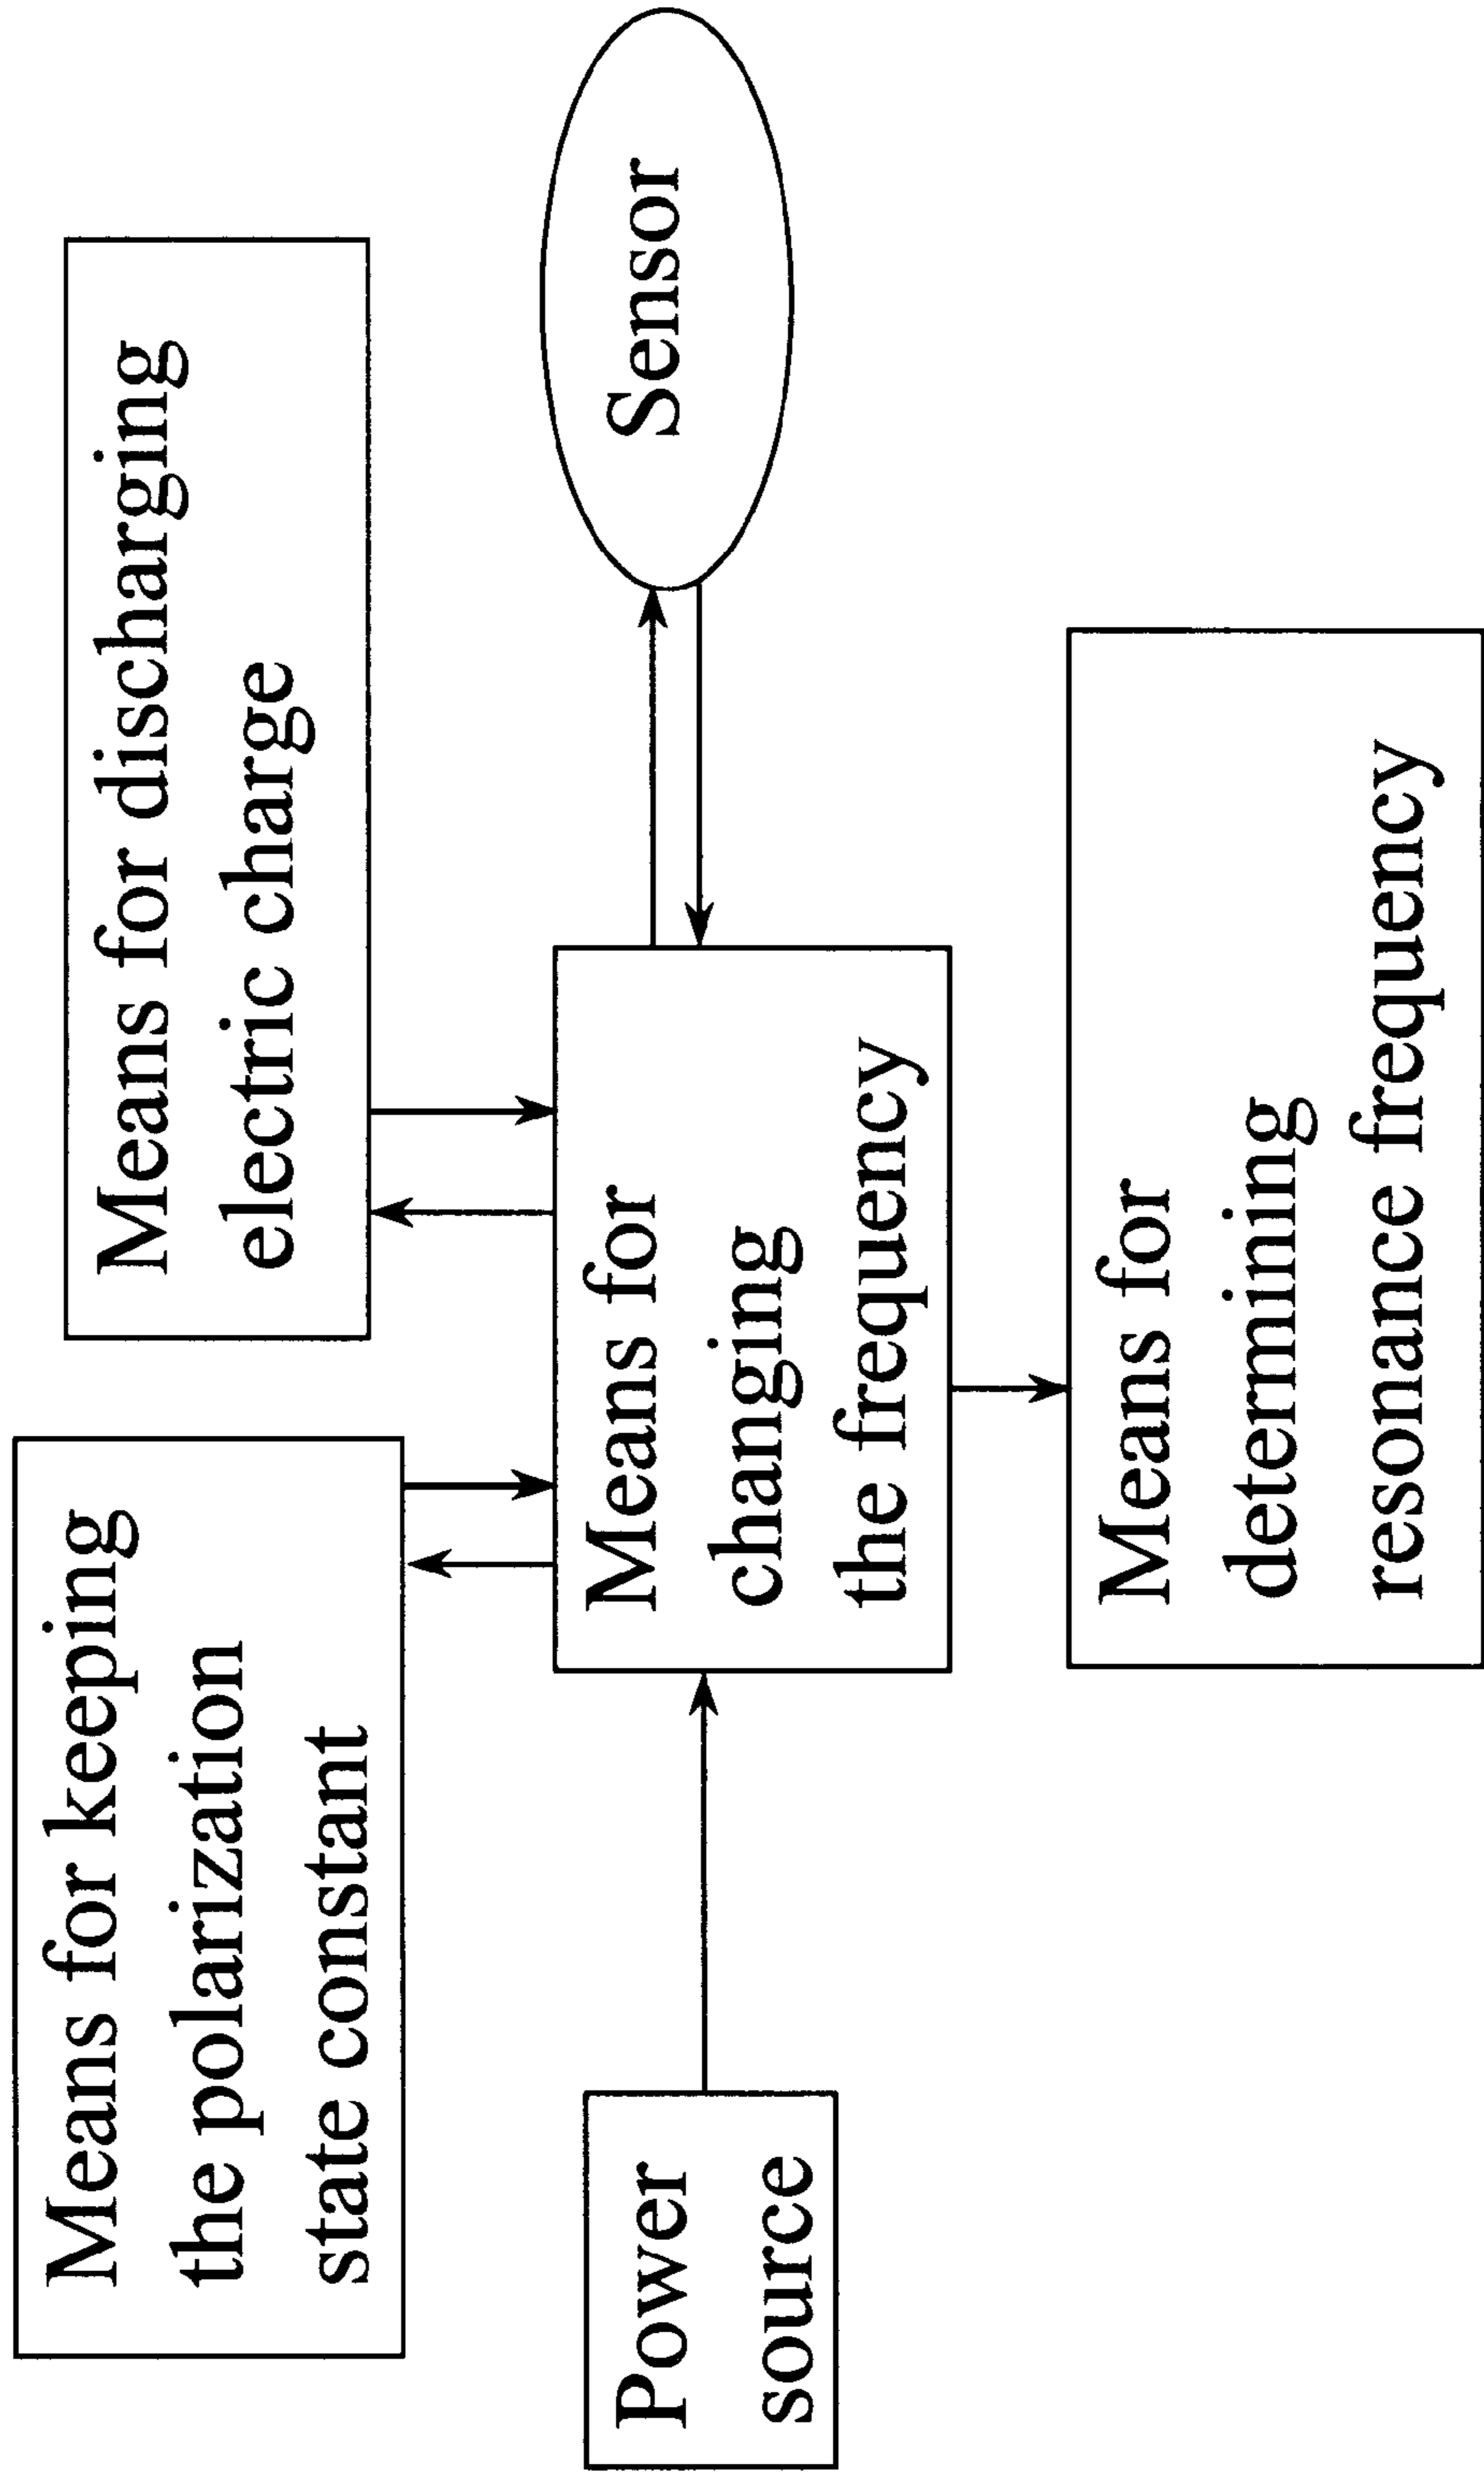 Means for keeping
the polarization
state constant
Means for discharging
electric charge
Power
source
Means for
changing
the frequency
Sensor
Means for
determining
resonance frequency